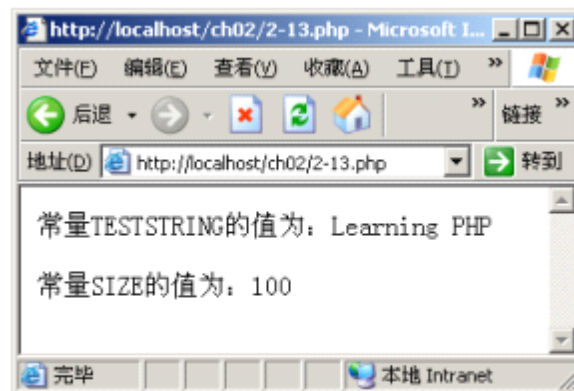 http://localhost/ch02/2-13.php - Microsoft I...
文件(F) 编辑(E) 查看(V) 收藏(A) 工具(T) »
后退 » 链接 »
地址(D) http://localhost/ch02/2-13.php 转到
常量TESTSTRING的值为：Learning PHP
常量SIZE的值为：100
完毕 本地 Intranet